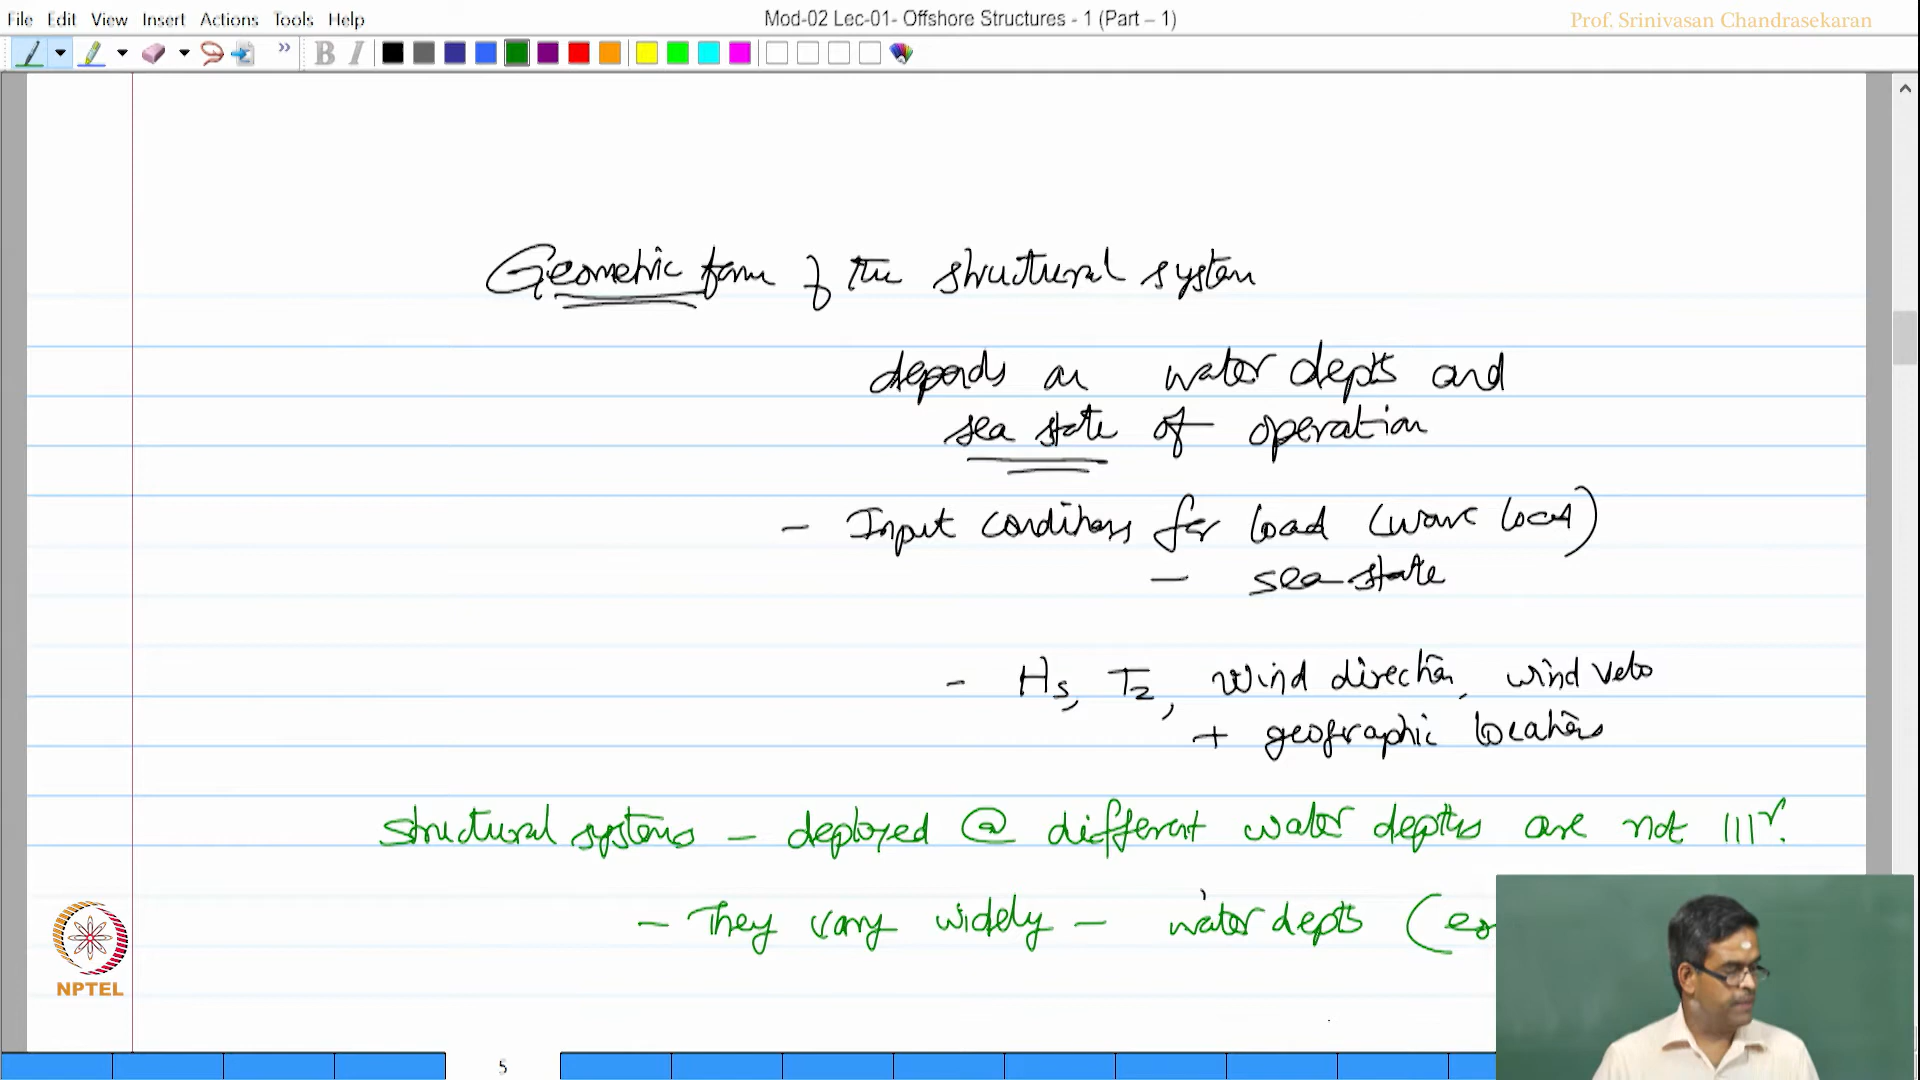 File Edit View Insert Actions Tools Help
Mod-02 Lec-01- Offshore Structures - 1 (Part – 1)
Prof. Srinivasan Chandrasekaran
B I
Geometric form of the structural system
depends on water depth and
sea state of operation
- Input conditions for load (wave load)
- sea state
- Hs, Tz, Wind direction, wind velo
+ geographic locations
Structural systems - deployed @ different water depths are not |||r.
- They vary widely - water depth (
NPTEL
5